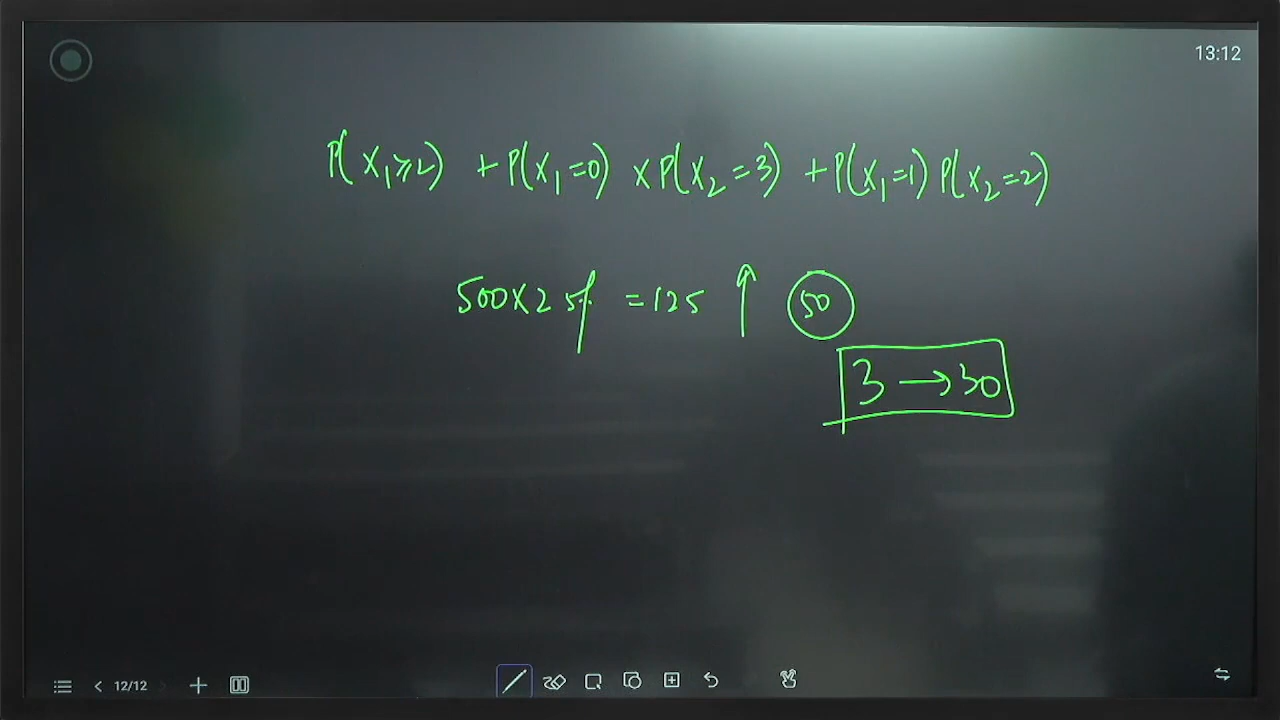 13:12
P(X₁≥2) + P(X₁=0) × P(X₂=3) + P(X₁=1) P(X₂=2)
500×25% = 125 ↑ 50
3 → 30
12/12